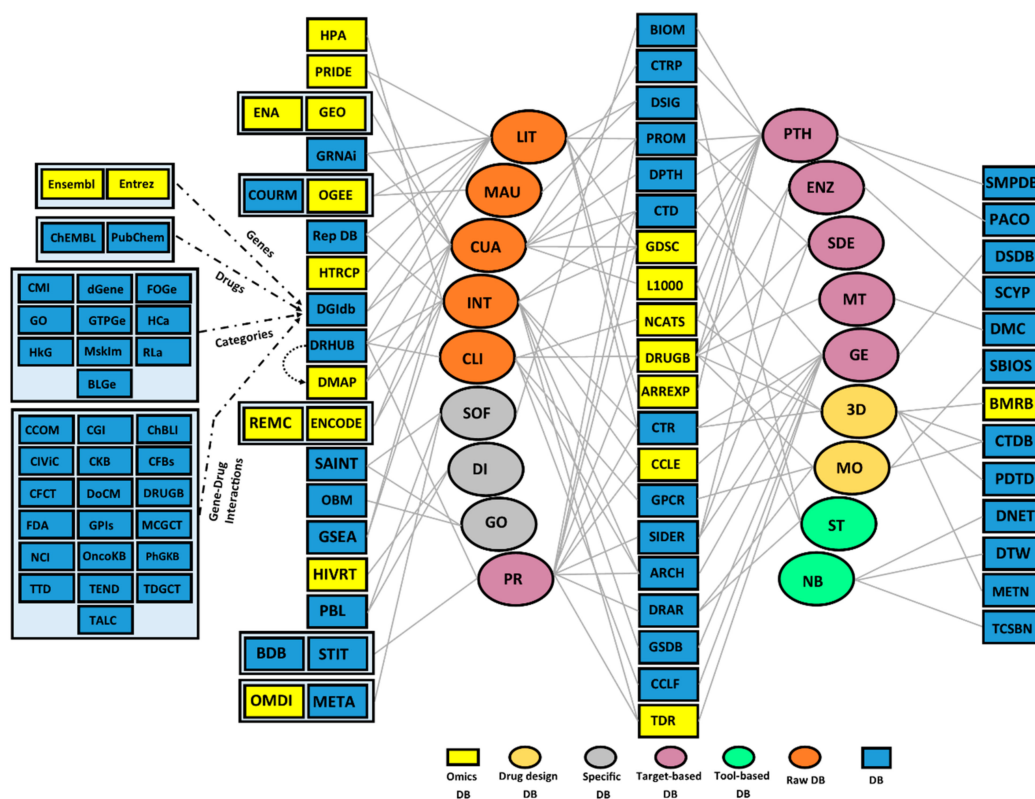 HPA
PRIDE
ENA GEO
GRNAi
COURM OGEE
Rep DB
HTRCP
DGIdb
DRHUB
DMAP
REMC ENCODE
SAINT
OBM
GSEA
HIVRT
PBL
BDB STIT
OMDI META
Ensembl Entrez
ChEMBL PubChem
CMI dGene FOGe
GO GTPGe HCa
HkG MskIm RLa
BLGe
CCOM CGI ChBLI
CIViC CKB CFBs
CFCT DoCM DRUGB
FDA GPIs MCGCT
NCI OncoKB PhGKB
TTD TEND TDGCT
TALC
Genes
Drugs
Categories
Gene-Drug
Interactions
LIT
MAU
CUA
INT
CLI
SOF
DI
GO
PR
BIOM
CTRP
DSIG
PROM
DPTH
CTD
GDSC
L1000
NCATS
DRUGB
ARREXP
CTR
CCLE
GPCR
SIDER
ARCH
DRAR
GSDB
CCLF
TDR
PTH
ENZ
SDE
MT
GE
3D
MO
ST
NB
SMPDB
PACO
DSDB
SCYP
DMC
SBIOS
BMRB
CTDB
PDTD
DNET
DTW
METN
TCSBN
Omics
DB
Drug design
DB
Specific
DB
Target-based
DB
Tool-based
DB
Raw DB
DB